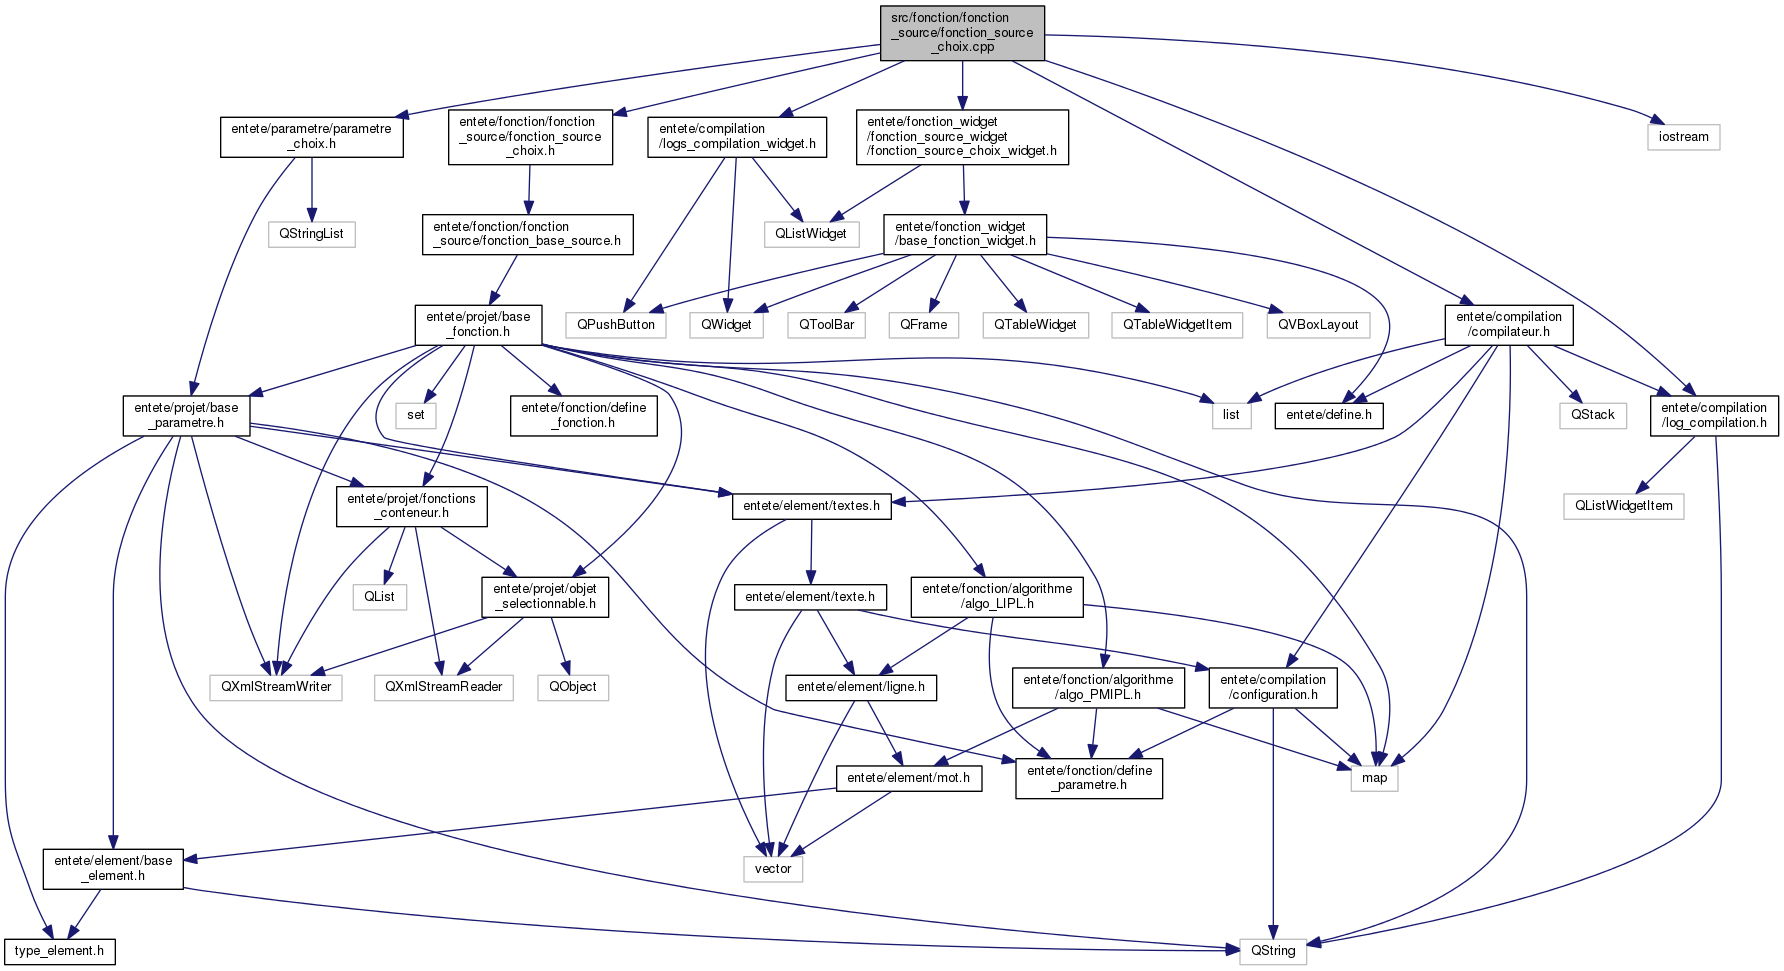 src/fonction/fonction
_source/fonction_source
_choix.cpp
entete/parametre/parametre
_choix.h
entete/fonction/fonction
_source/fonction_source
_choix.h
entete/compilation
/logs_compilation_widget.h
entete/fonction_widget
/fonction_source_widget
/fonction_source_choix_widget.h
iostream
QStringList
entete/fonction/fonction
_source/fonction_base_source.h
QListWidget
entete/fonction_widget
/base_fonction_widget.h
entete/projet/base
_fonction.h
QPushButton
QWidget
QToolBar
QFrame
QTableWidget
QTableWidgetItem
QVBoxLayout
entete/compilation
/compilateur.h
entete/projet/base
_parametre.h
set
entete/fonction/define
_fonction.h
list
entete/define.h
QStack
entete/compilation
/log_compilation.h
entete/projet/fonctions
_conteneur.h
entete/element/textes.h
QListWidgetItem
QList
entete/projet/objet
_selectionnable.h
entete/element/texte.h
entete/fonction/algorithme
/algo_LIPL.h
QXmlStreamWriter
QXmlStreamReader
QObject
entete/element/ligne.h
entete/fonction/algorithme
/algo_PMIPL.h
entete/compilation
/configuration.h
entete/element/mot.h
entete/fonction/define
_parametre.h
map
entete/element/base
_element.h
vector
type_element.h
QString